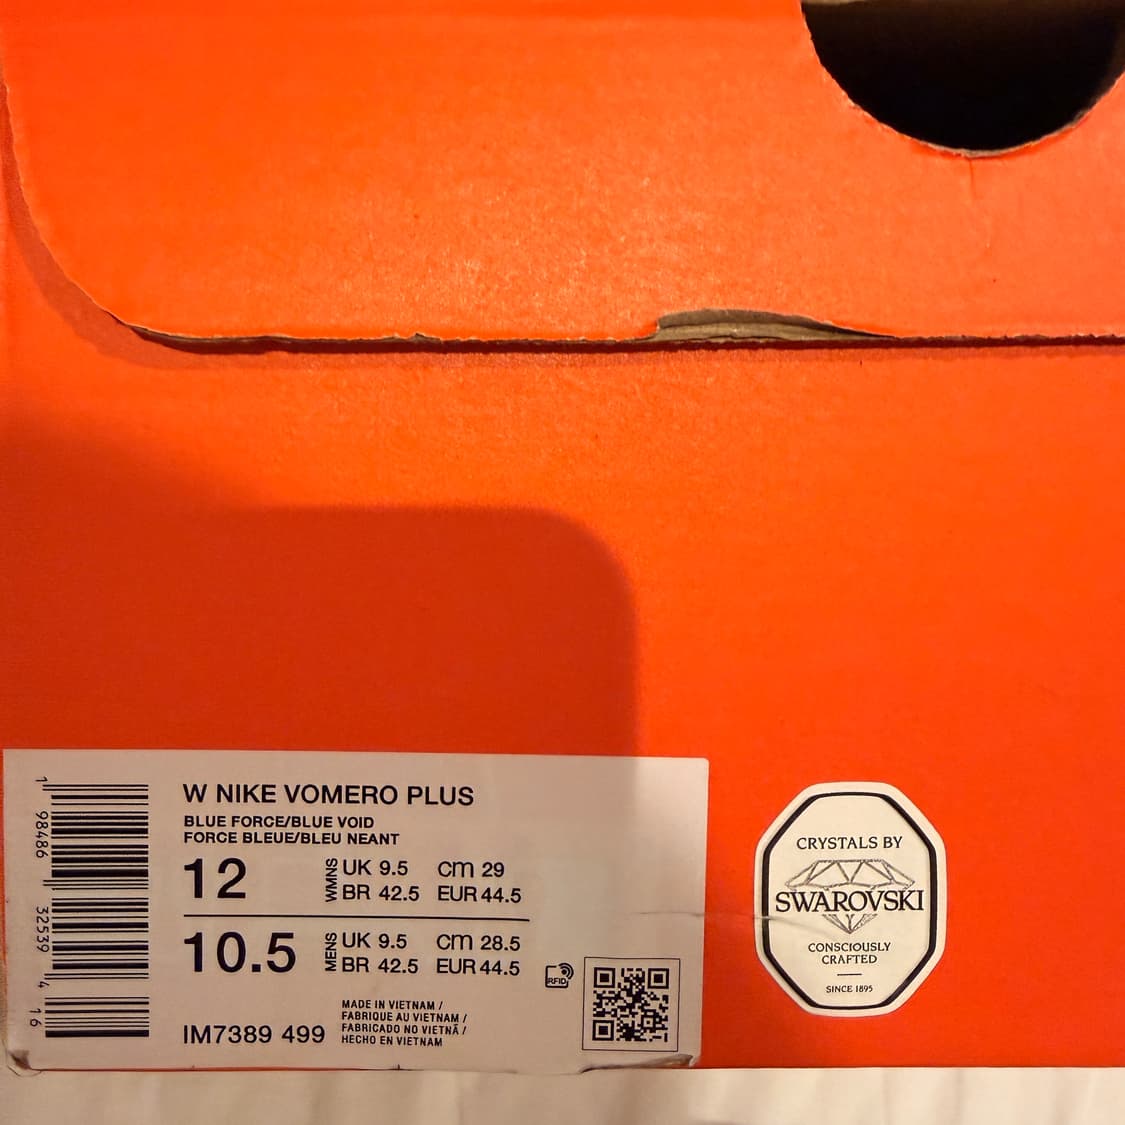 W NIKE VOMERO PLUS
BLUE FORCE/BLUE VOID
FORCE BLEUE/BLEU NEANT
12
WMNS
UK 9.5 cm 29
BR 42.5 EUR 44.5
10.5
MENS
UK 9.5 cm 28.5
BR 42.5 EUR 44.5
RFID
IM7389 499
MADE IN VIETNAM /
FABRIQUE AU VIETNAM /
FABRICADO NO VIETNÃ /
HECHO EN VIETNAM
1 98486 32539 4 16
CRYSTALS BY
SWAROVSKI
CONSCIOUSLY
CRAFTED
SINCE 1895